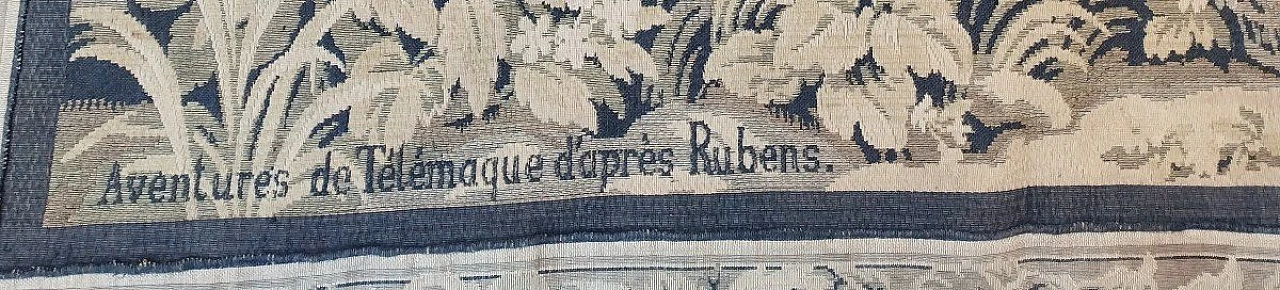 Aventures de Télémaque d'après Rubens.